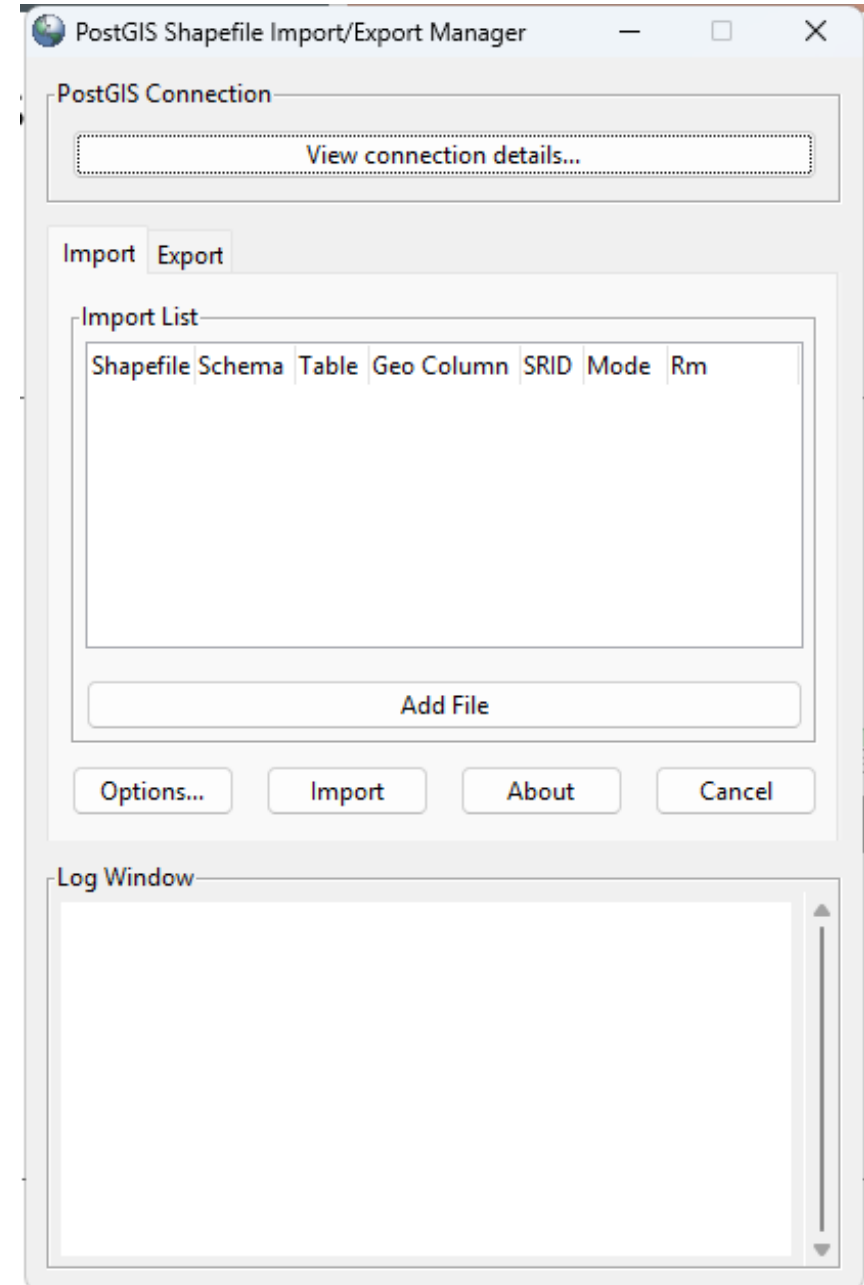 PostGIS Shapefile Import/Export Manager
PostGIS Connection
View connection details...
Import Export
Import List
Shapefile Schema Table Geo Column SRID Mode Rm
Add File
Options... Import About Cancel
Log Window